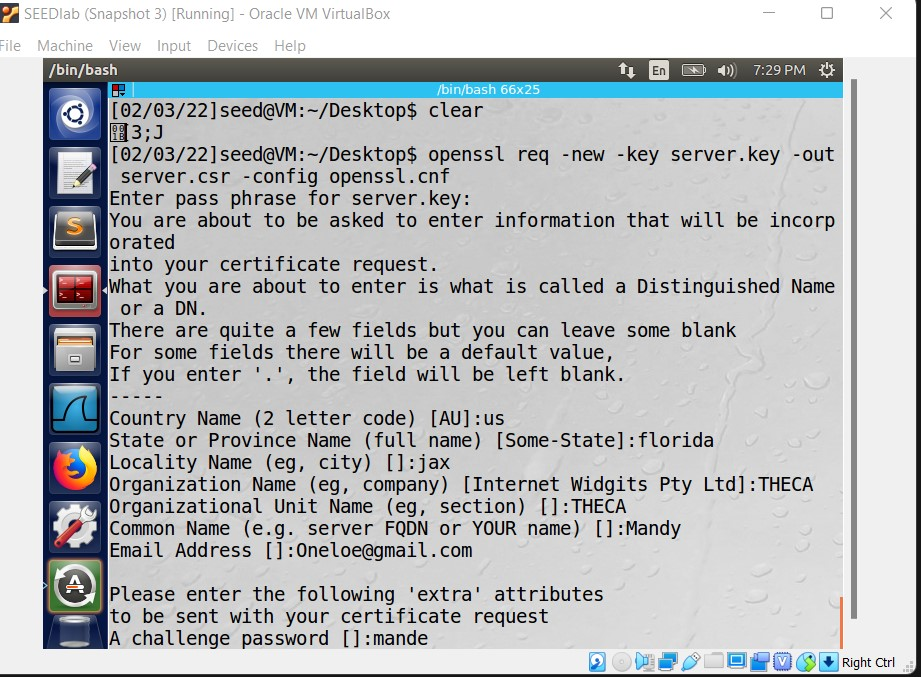 SEEDlab (Snapshot 3) [Running] - Oracle VM VirtualBox
File Machine View Input Devices Help
/bin/bash En 7:29 PM
/bin/bash 66x25
[02/03/22]seed@VM:~/Desktop$ clear
[3;J
[02/03/22]seed@VM:~/Desktop$ openssl req -new -key server.key -out
server.csr -config openssl.cnf
Enter pass phrase for server.key:
You are about to be asked to enter information that will be incorp
orated
into your certificate request.
What you are about to enter is what is called a Distinguished Name
or a DN.
There are quite a few fields but you can leave some blank
For some fields there will be a default value,
If you enter '.', the field will be left blank.
-----
Country Name (2 letter code) [AU]:us
State or Province Name (full name) [Some-State]:florida
Locality Name (eg, city) []:jax
Organization Name (eg, company) [Internet Widgits Pty Ltd]:THECA
Organizational Unit Name (eg, section) []:THECA
Common Name (e.g. server FQDN or YOUR name) []:Mandy
Email Address []:Oneloe@gmail.com
Please enter the following 'extra' attributes
to be sent with your certificate request
A challenge password []:mande
Right Ctrl